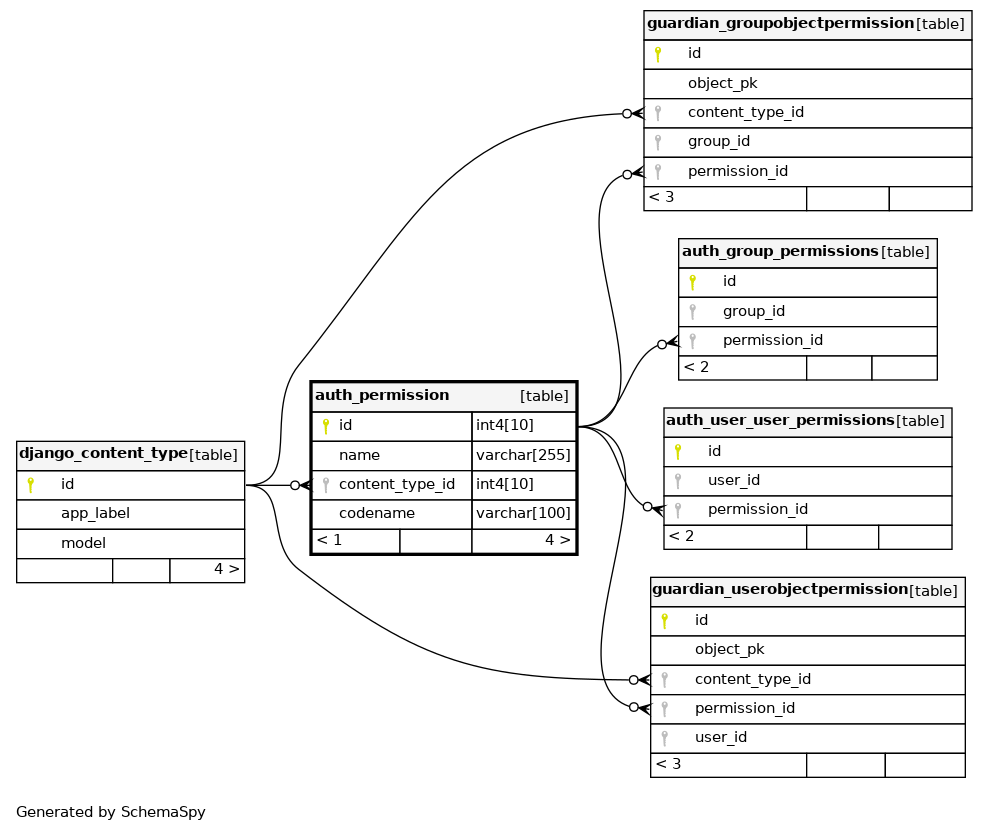 guardian_groupobjectpermission [table]
id
object_pk
content_type_id
group_id
permission_id
< 3
auth_group_permissions [table]
id
group_id
permission_id
< 2
auth_permission [table]
id int4[10]
name varchar[255]
content_type_id int4[10]
codename varchar[100]
< 1 4 >
django_content_type [table]
id
app_label
model
4 >
auth_user_user_permissions [table]
id
user_id
permission_id
< 2
guardian_userobjectpermission [table]
id
object_pk
content_type_id
permission_id
user_id
< 3
Generated by SchemaSpy